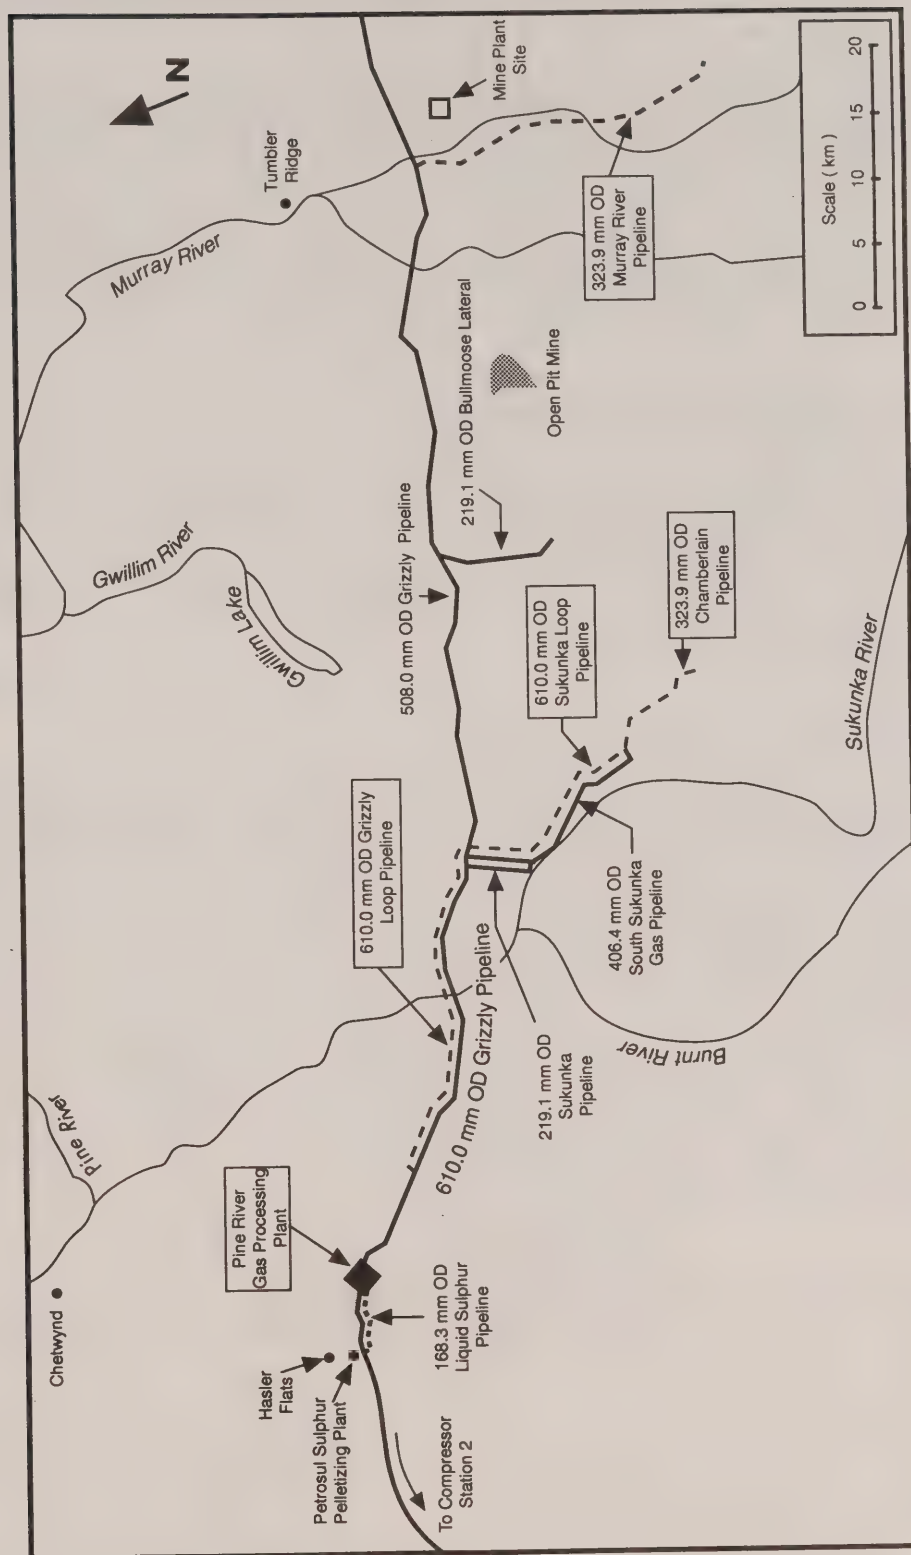 Chetwynd
Pine River
Hasler
Flats
Petrosul Sulphur
Pelletizing Plant
To Compressor
Station 2
Pine River
Gas Processing
Plant
168.3 mm OD
Liquid Sulphur
Pipeline
610.0 mm OD Grizzly Pipeline
610.0 mm OD Grizzly
Loop Pipeline
219.1 mm OD
Sukunka
Pipeline
Burnt River
406.4 mm OD
South Sukunka
Gas Pipeline
610.0 mm OD
Sukunka Loop
Pipeline
323.9 mm OD
Chamberlain
Pipeline
Sukunka River
Gwillim Lake
Gwillim River
508.0 mm OD Grizzly Pipeline
219.1 mm OD Bullmoose Lateral
Open Pit Mine
Murray River
Tumbler
Ridge
N
Mine Plant
Site
323.9 mm OD
Murray River
Pipeline
Scale ( km )
0 5 10 15 20